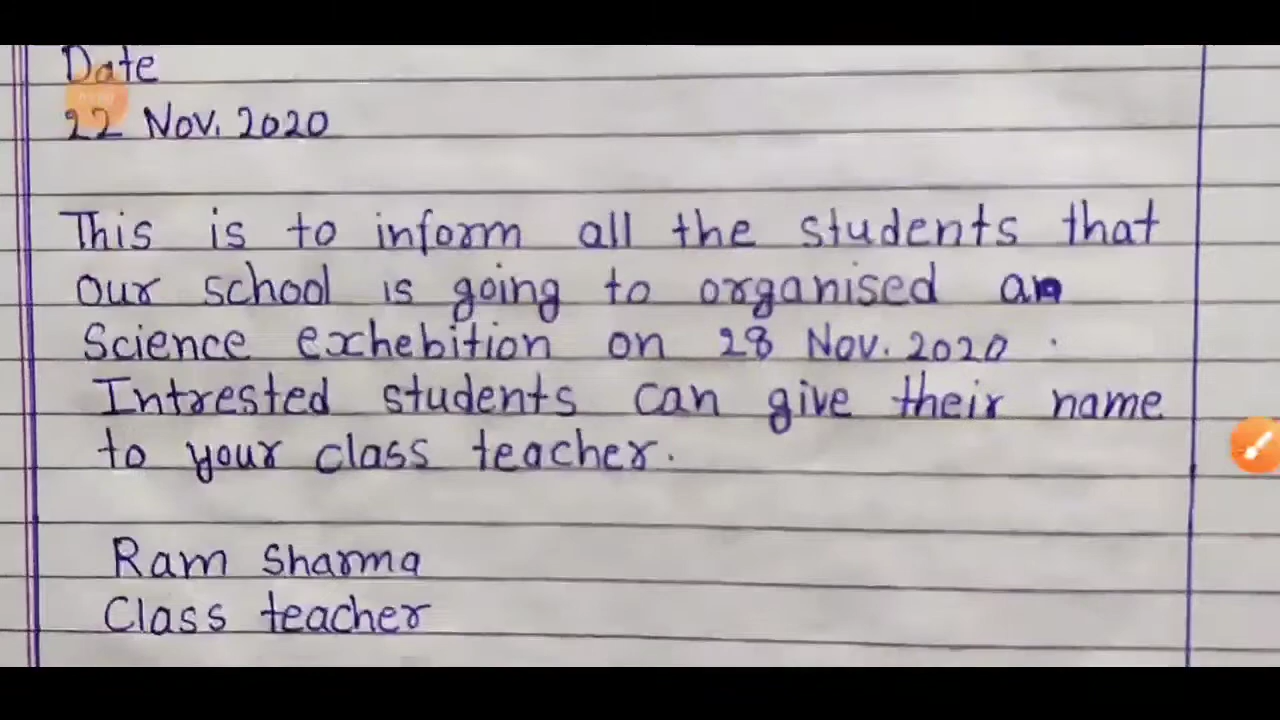 Date
22 Nov. 2020
This is to inform all the students that
our school is going to organised an
Science exhebition on 28 Nov. 2020 .
Intrested students can give their name
to your class teacher.
Ram Sharma
Class teacher